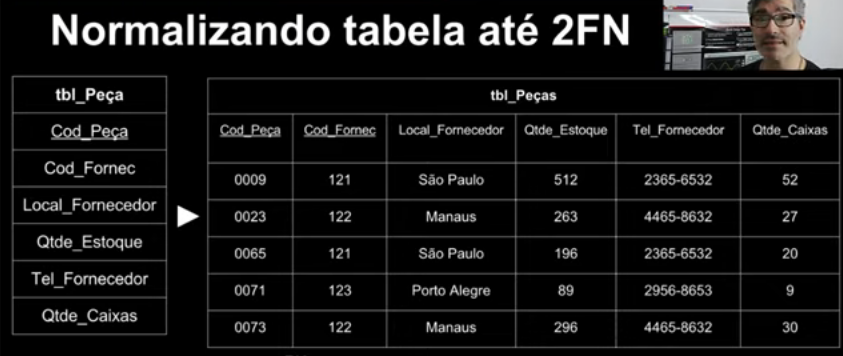 Normalizando tabela até 2FN
tbl_Peça
Cod_Peça
Cod_Fornec
Local_Fornecedor
Qtde_Estoque
Tel_Fornecedor
Qtde_Caixas
tbl_Peças
Cod_Peça Cod_Fornec Local_Fornecedor Qtde_Estoque Tel_Fornecedor Qtde_Caixas
0009 121 São Paulo 512 2365-6532 52
0023 122 Manaus 263 4465-8632 27
0065 121 São Paulo 196 2365-6532 20
0071 123 Porto Alegre 89 2956-8653 9
0073 122 Manaus 296 4465-8632 30